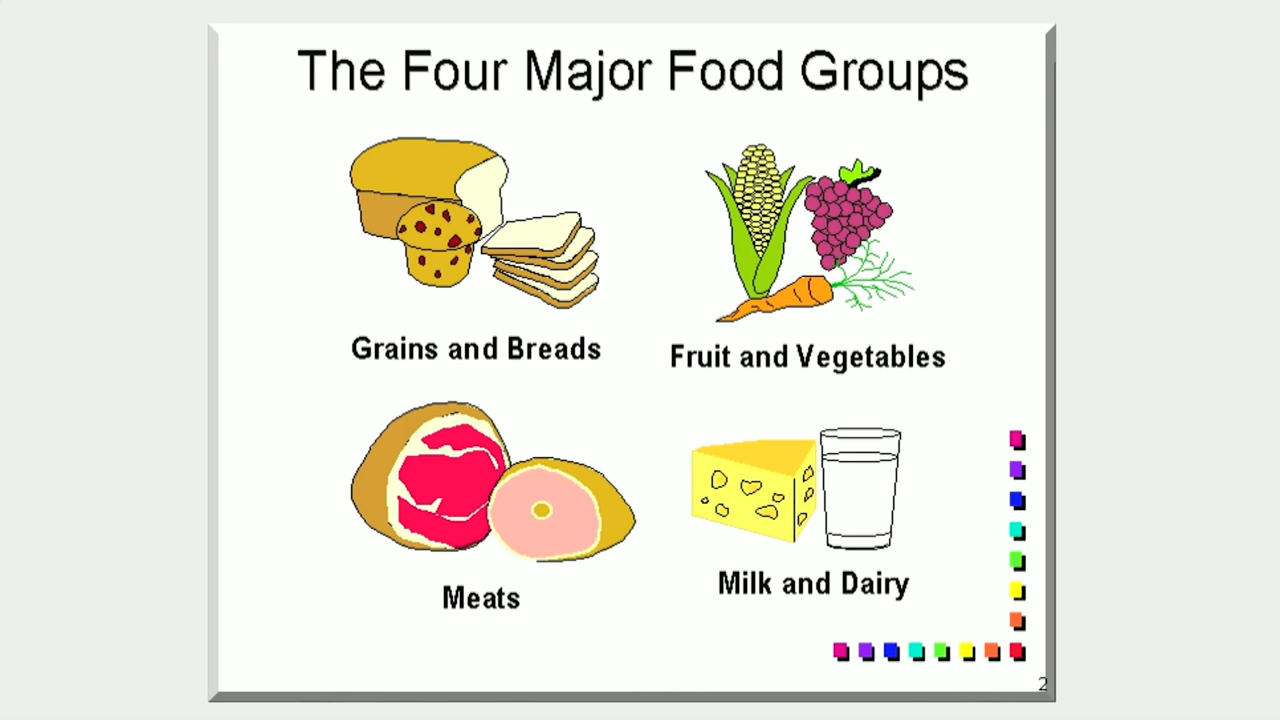 The Four Major Food Groups
Grains and Breads
Fruit and Vegetables
Meats
Milk and Dairy
2